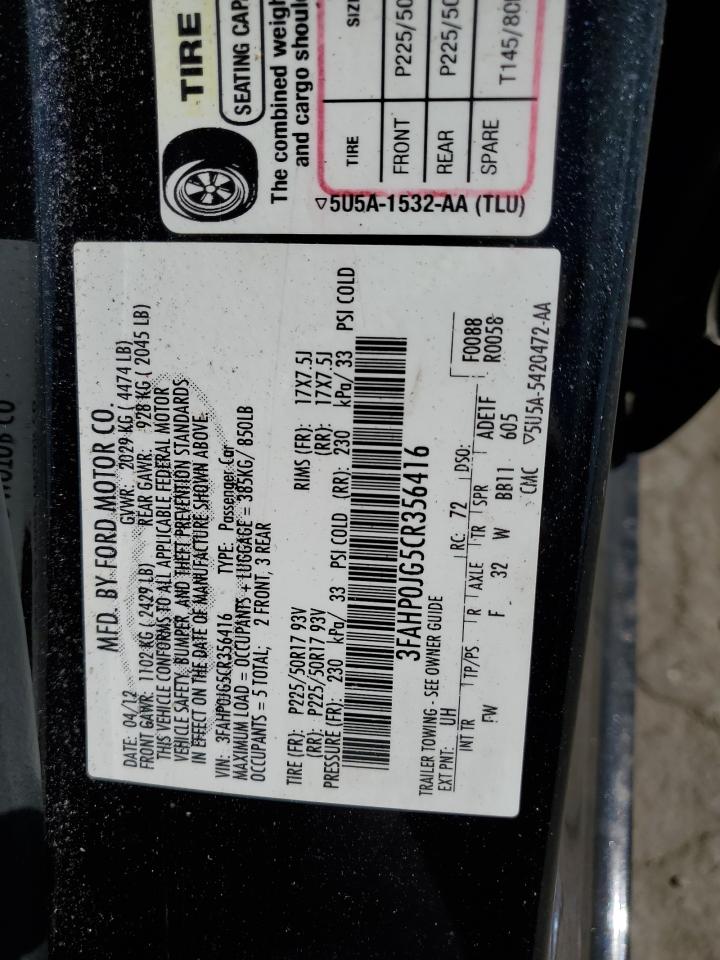 MFD. BY FORD MOTOR CO.
DATE: 04/12 GVWR: 2029 KG ( 4474 LB)
FRONT GAWR: 1102 KG ( 2429 LB) REAR GAWR: 928 KG ( 2045 LB)
THIS VEHICLE CONFORMS TO ALL APPLICABLE FEDERAL MOTOR
VEHICLE SAFETY, BUMPER, AND THEFT PREVENTION STANDARDS
IN EFFECT ON THE DATE OF MANUFACTURE SHOWN ABOVE.
VIN: 3FAHP0JG5CR356416 TYPE: Passenger Car
MAXIMUM LOAD = OCCUPANTS + LUGGAGE = 385KG/ 850LB
OCCUPANTS = 5 TOTAL; 2 FRONT, 3 REAR
TIRE (FR): P225/50R17 93V RIMS (FR): 17X7.5J
(RR): P225/50R17 93V (RR): 17X7.5J
PRESSURE (FR): 230 kPa/ 33 PSI COLD (RR): 230 kPa/ 33 PSI COLD
3FAHP0JG5CR356416
TRAILER TOWING - SEE OWNER GUIDE F0088
EXT PNT: UH RC: 72 DSO: R0058
INT TR TP/PS R AXLE TR SPR ADE1F
FW F 32 W BB11 605
CMC ▽5U5A-5420472-AA
TIRE
SEATING CAP
The combined weigh
and cargo shoul
TIRE SIZ
FRONT P225/50
REAR P225/50
SPARE T145/80
▽5U5A-1532-AA (TLU)